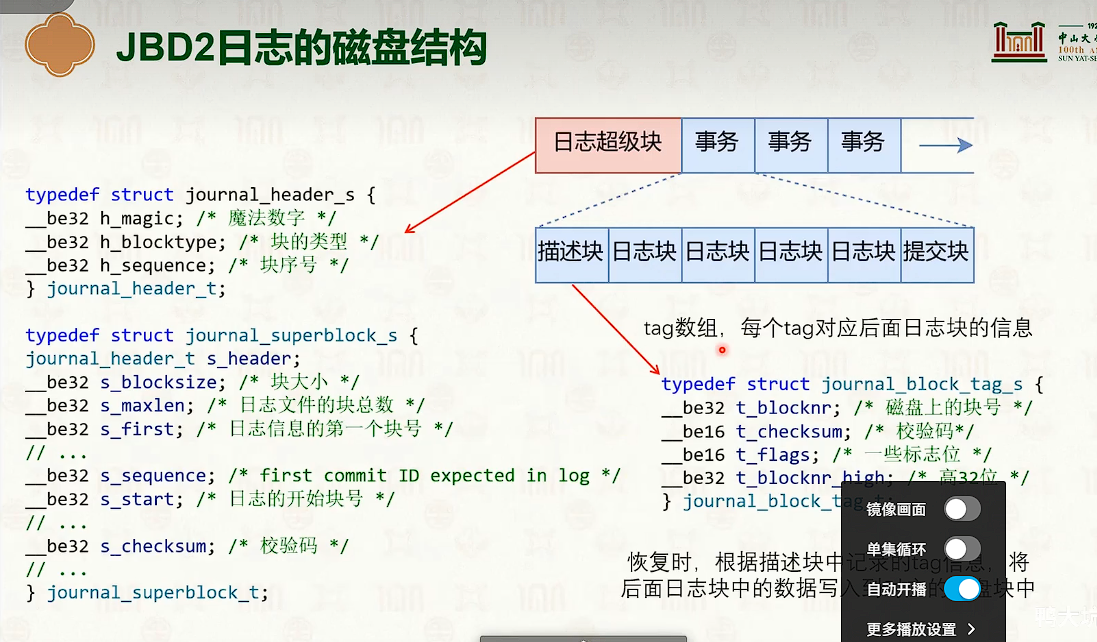 JBD2日志的磁盘结构
192
中山大
100th A
SUN YAT-SE
日志超级块 事务 事务 事务
描述块 日志块 日志块 日志块 日志块 提交块
typedef struct journal_header_s {
__be32 h_magic; /* 魔法数字 */
__be32 h_blocktype; /* 块的类型 */
__be32 h_sequence; /* 块序号 */
} journal_header_t;
typedef struct journal_superblock_s {
journal_header_t s_header;
__be32 s_blocksize; /* 块大小 */
__be32 s_maxlen; /* 日志文件的块总数 */
__be32 s_first; /* 日志信息的第一个块号 */
// ...
__be32 s_sequence; /* first commit ID expected in log */
__be32 s_start; /* 日志的开始块号 */
// ...
__be32 s_checksum; /* 校验码 */
// ...
} journal_superblock_t;
tag数组，每个tag对应后面日志块的信息
typedef struct journal_block_tag_s {
__be32 t_blocknr; /* 磁盘上的块号 */
__be16 t_checksum; /* 校验码*/
__be16 t_flags; /* 一些标志位 */
__be32 t_blocknr_high; /* 高32位 */
} journal_block_tag_t;
恢复时，根据描述块中记录的tag信息，将
后面日志块中的数据写入到 盘块中
镜像画面
单集循环
自动开播
更多播放设置 >